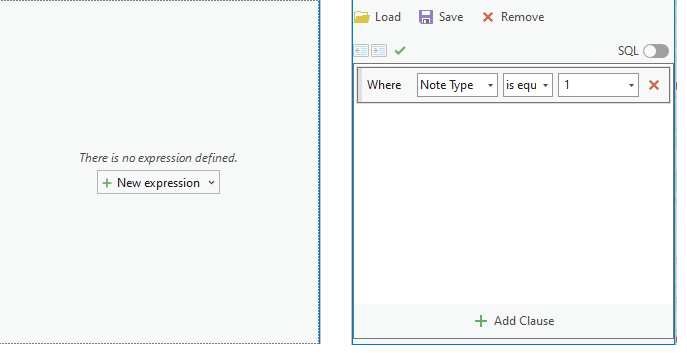 There is no expression defined.
New expression
Load Save Remove
SQL
Where Note Type is equ 1
Add Clause